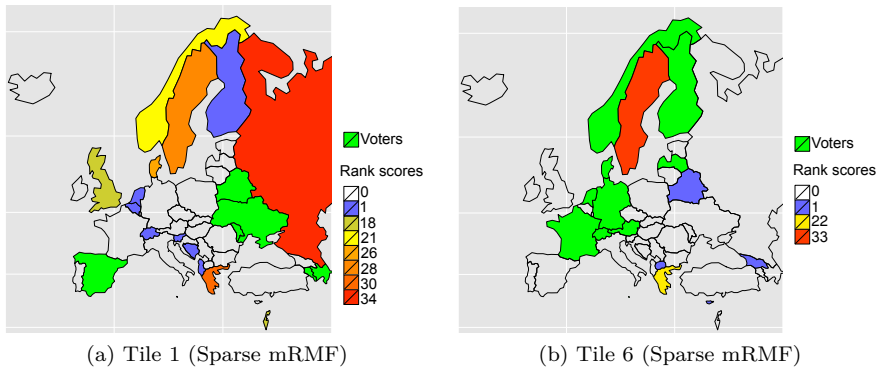 Voters
Rank scores
0
1
18
21
26
28
30
34
Voters
Rank scores
0
1
22
33
(a) Tile 1 (Sparse mRMF)
(b) Tile 6 (Sparse mRMF)